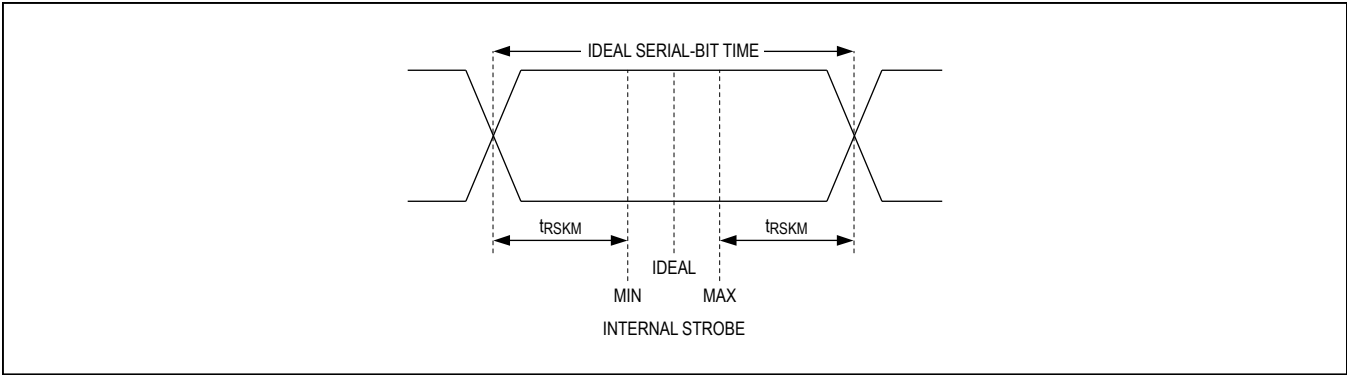 IDEAL SERIAL-BIT TIME
tRSKM
tRSKM
IDEAL
MIN
MAX
INTERNAL STROBE